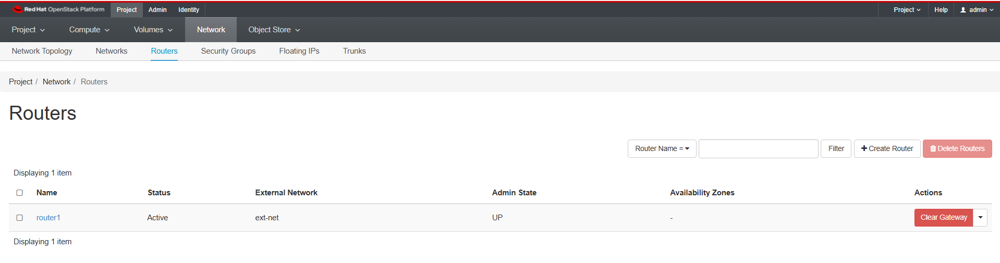 Red Hat OpenStack Platform Project Admin Identity Project Help admin
Project Compute Volumes Network Object Store
Network Topology Networks Routers Security Groups Floating IPs Trunks
Project / Network / Routers
Routers
Router Name = Filter Create Router Delete Routers
Displaying 1 item
Name Status External Network Admin State Availability Zones Actions
router1 Active ext-net UP - Clear Gateway
Displaying 1 item